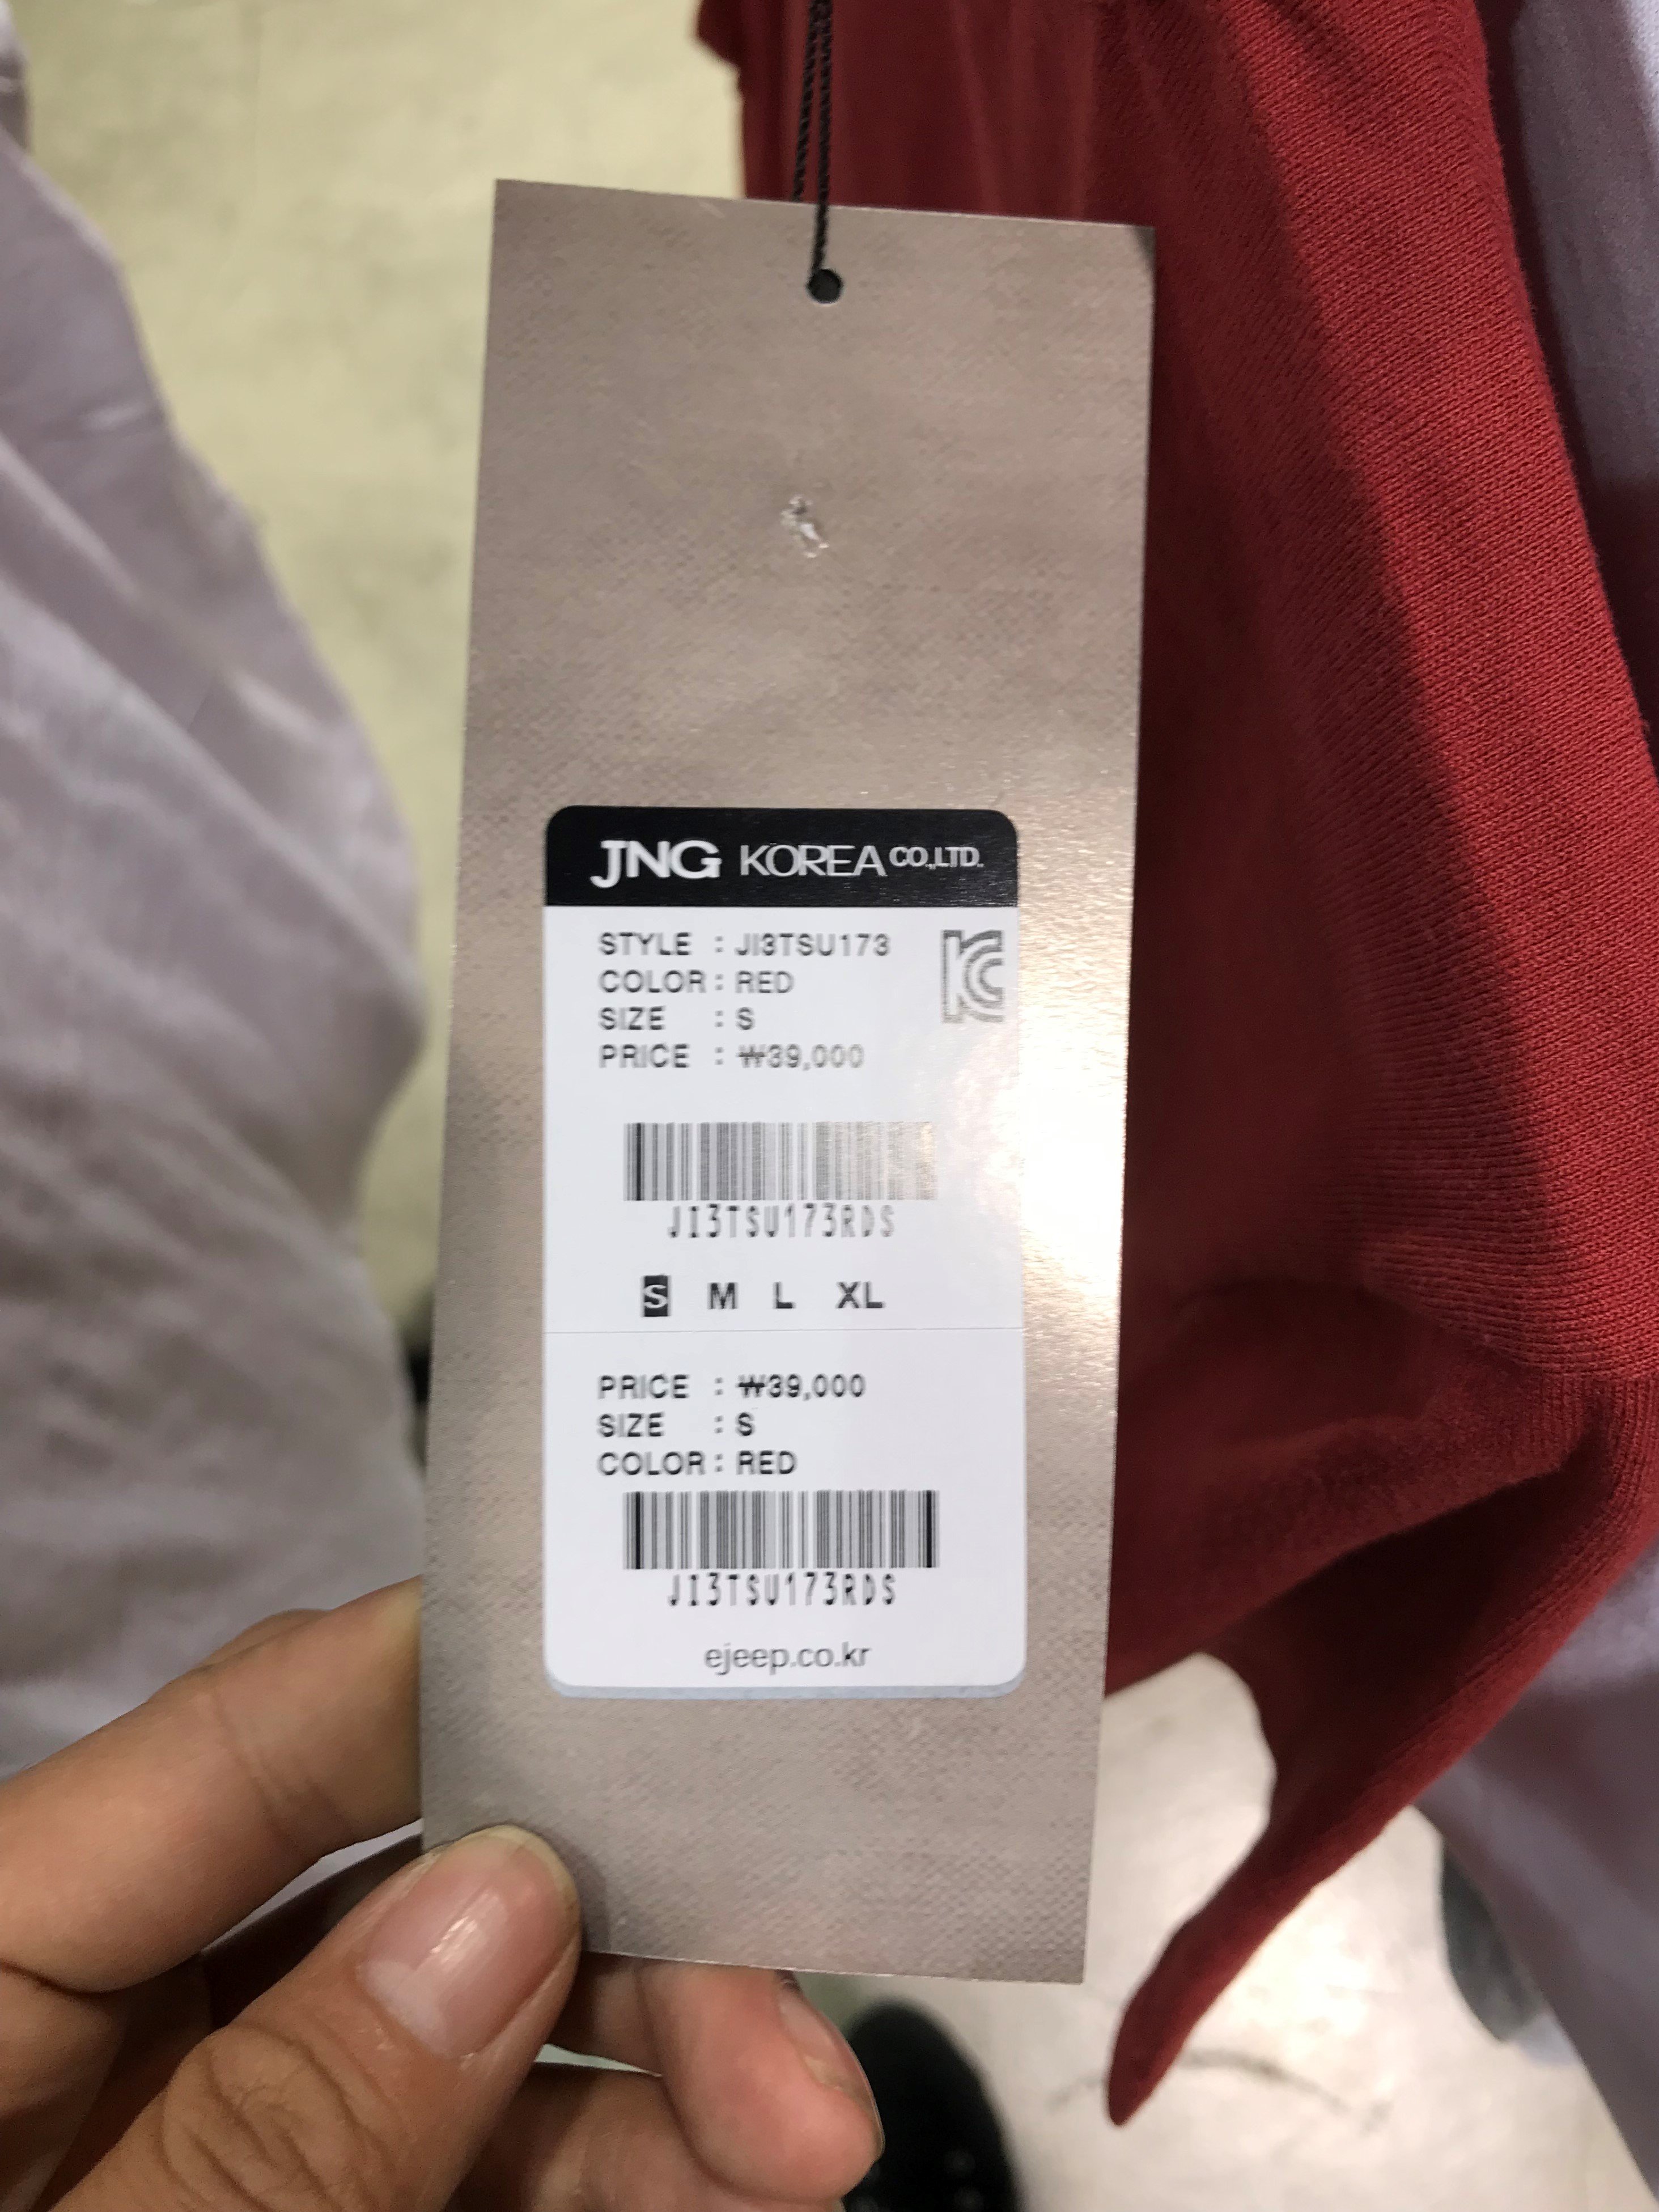 JNG KOREA CO.,LTD.
STYLE : JI3TSU173
COLOR : RED
SIZE : S
PRICE : ₩39,000
JI3TSU173RDS
S M L XL
PRICE : ₩39,000
SIZE : S
COLOR : RED
JI3TSU173RDS
ejeep.co.kr